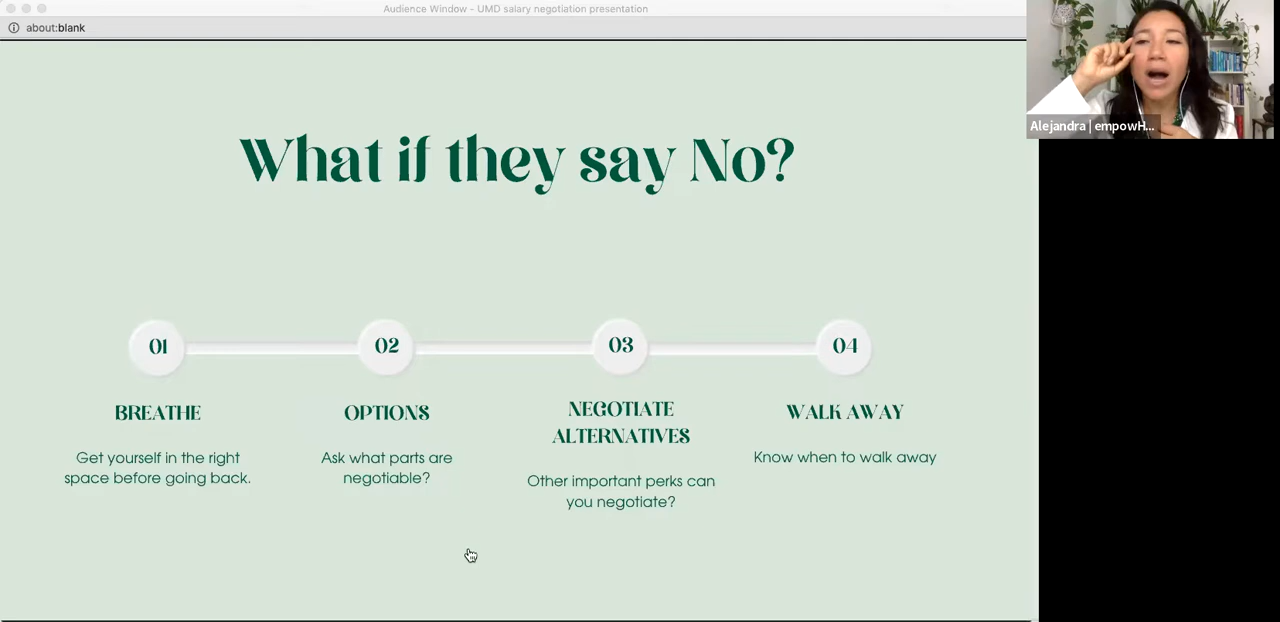 Audience Window - UMD salary negotiation presentation
about:blank
Alejandra | empowH...
What if they say No?
01
02
03
04
BREATHE
OPTIONS
NEGOTIATE
ALTERNATIVES
WALK AWAY
Get yourself in the right
space before going back.
Ask what parts are
negotiable?
Other important perks can
you negotiate?
Know when to walk away